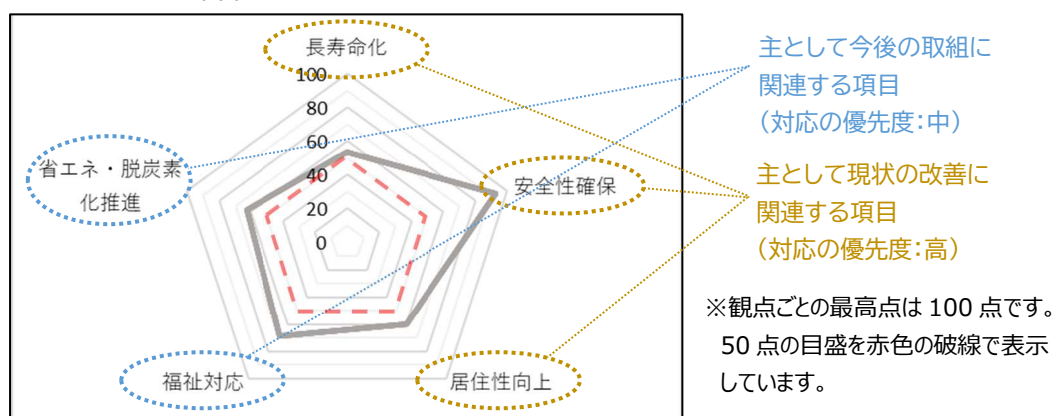 長寿命化
100
80
60
40
20
0
省エネ・脱炭素
化推進
安全性確保
福祉対応
居住性向上
主として今後の取組に
関連する項目
（対応の優先度：中）
主として現状の改善に
関連する項目
（対応の優先度：高）
※観点ごとの最高点は 100 点です。
50 点の目盛を赤色の破線で表示
しています。